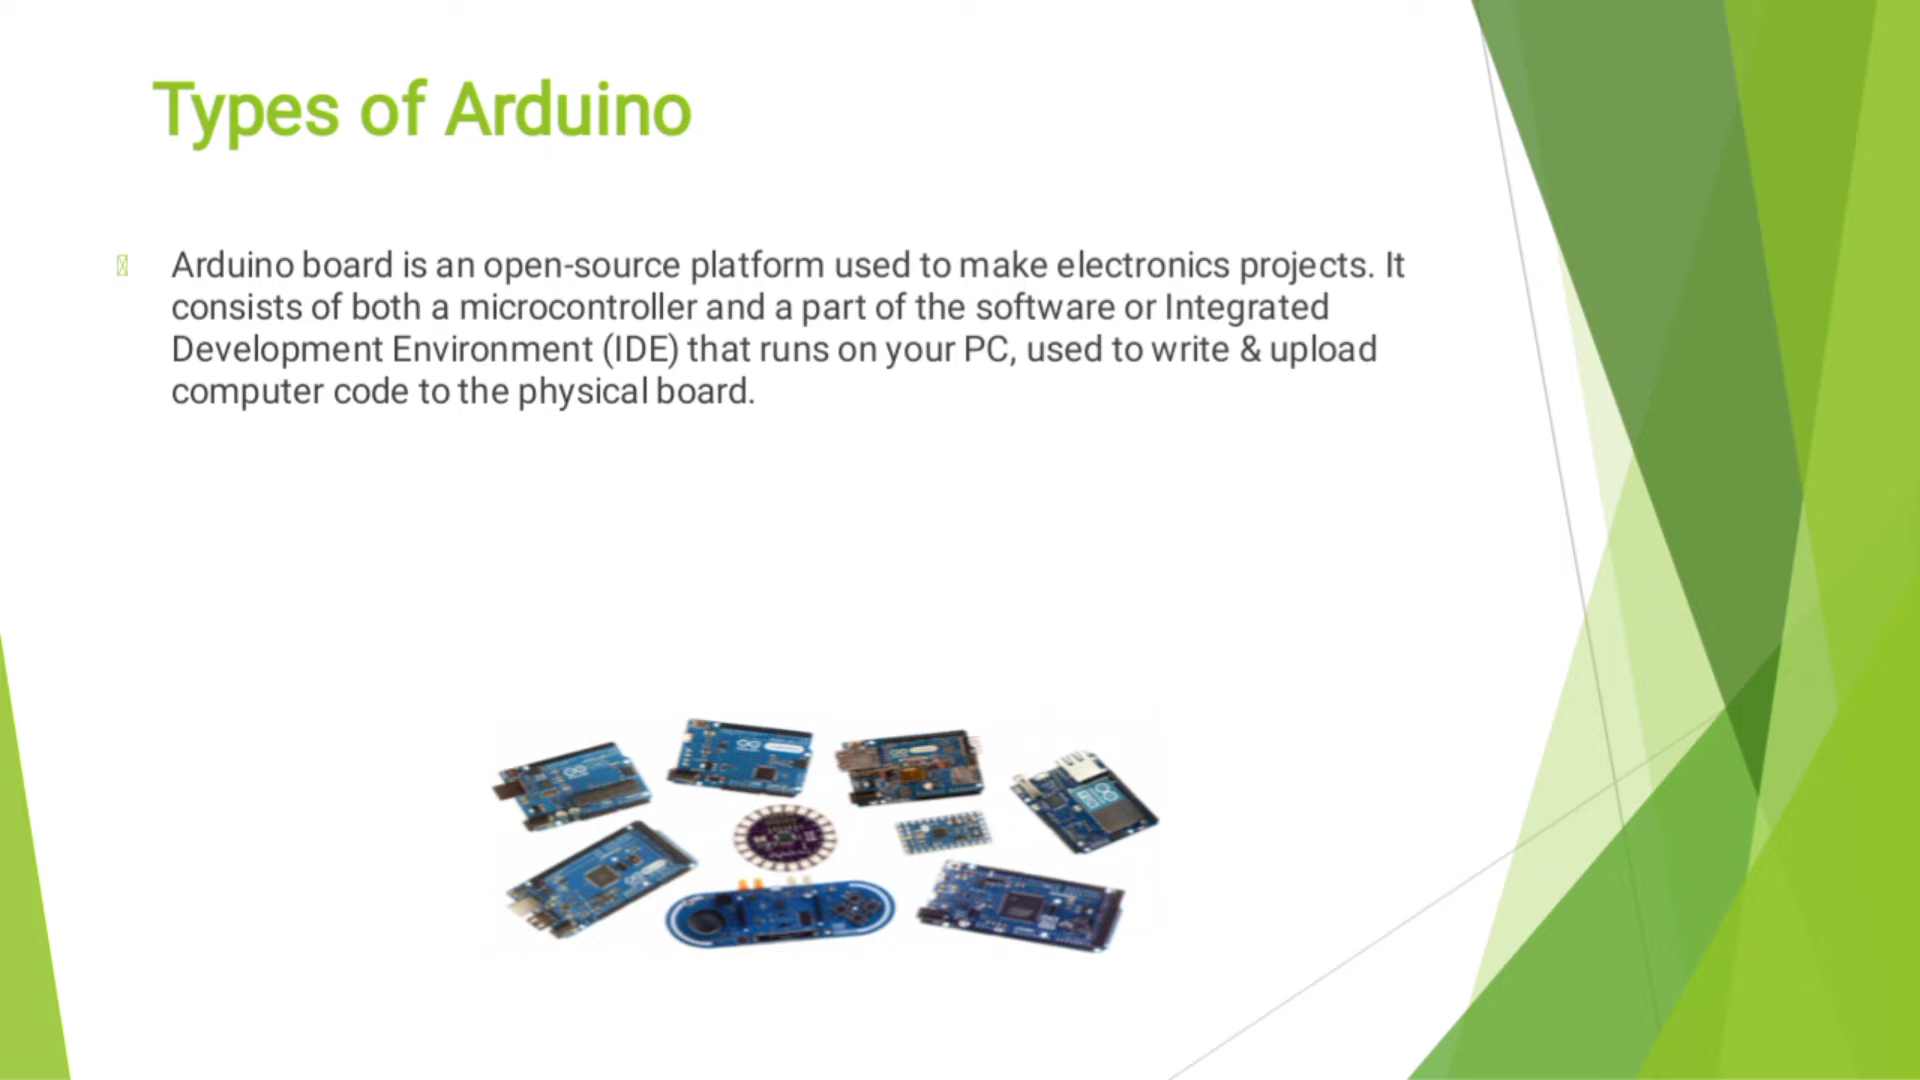 Types of Arduino
Arduino board is an open-source platform used to make electronics projects. It
consists of both a microcontroller and a part of the software or Integrated
Development Environment (IDE) that runs on your PC, used to write & upload
computer code to the physical board.